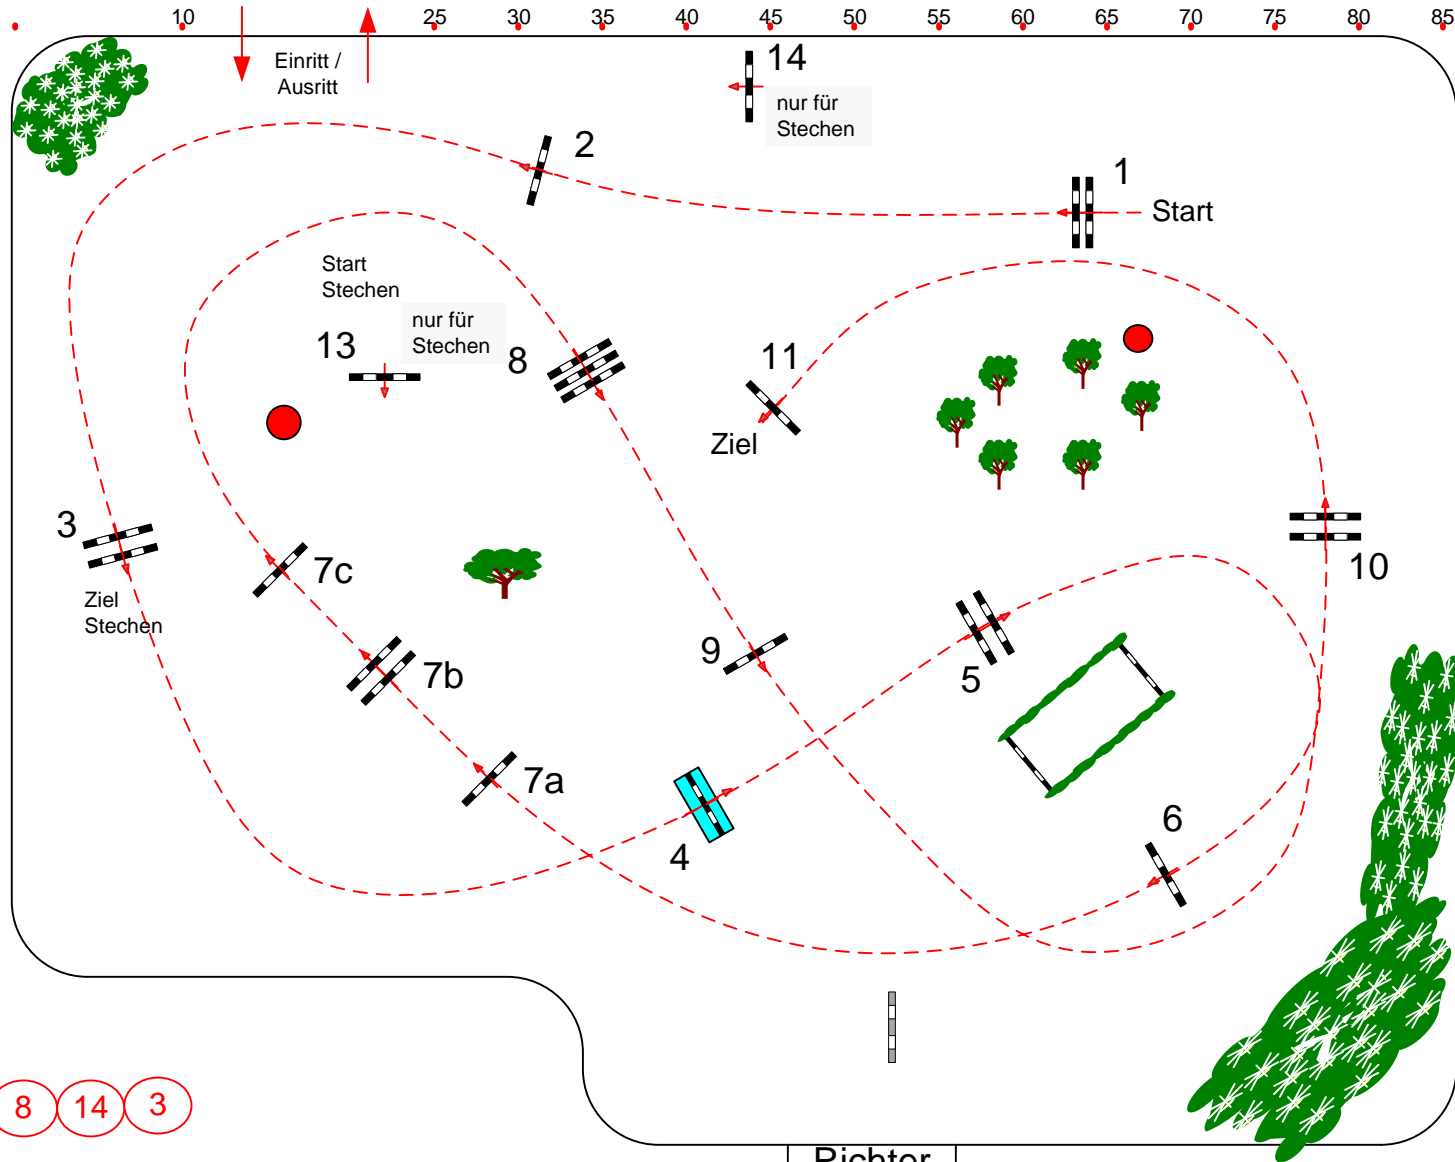 10 25 30 35 40 45 50 55 60 65 70 75 80 85
Einritt /
Ausritt
14
nur für
Stechen
2
1
Start
Start
Stechen
nur für
Stechen
13
8
11
Ziel
3
7c
10
Ziel
Stechen
9
5
7b
7a
6
4
8 14 3
Richter